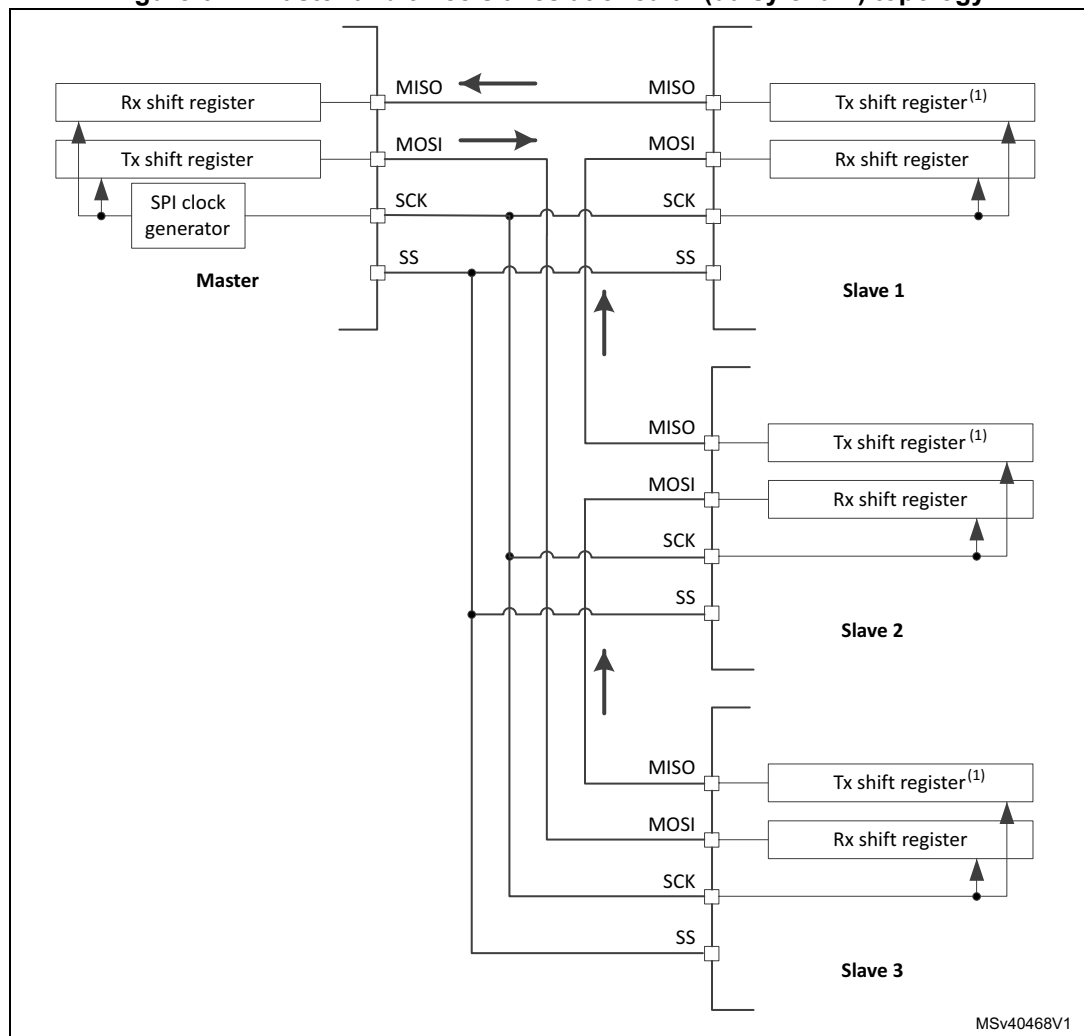 MISO
MISO
Rx shift register
Tx shift register(1)
MOSI
MOSI
Tx shift register
Rx shift register
SPI clock
generator
SCK
SCK
SS
SS
Master
Slave 1
MISO
Tx shift register(1)
MOSI
Rx shift register
SCK
SS
Slave 2
MISO
Tx shift register(1)
MOSI
Rx shift register
SCK
SS
Slave 3
MSv40468V1